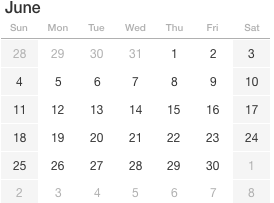 June
Sun Mon Tue Wed Thu Fri Sat
28 29 30 31 1 2 3
4 5 6 7 8 9 10
11 12 13 14 15 16 17
18 19 20 21 22 23 24
25 26 27 28 29 30 1
2 3 4 5 6 7 8